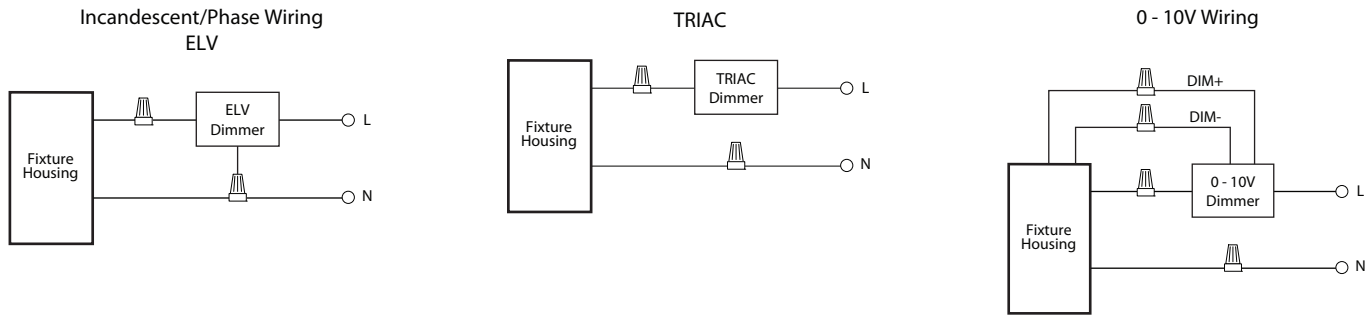 Incandescent/Phase Wiring
ELV
ELV
Dimmer
L
Fixture
Housing
N
TRIAC
TRIAC
Dimmer
L
Fixture
Housing
N
0 - 10V Wiring
DIM+
DIM-
0 - 10V
Dimmer
L
Fixture
Housing
N